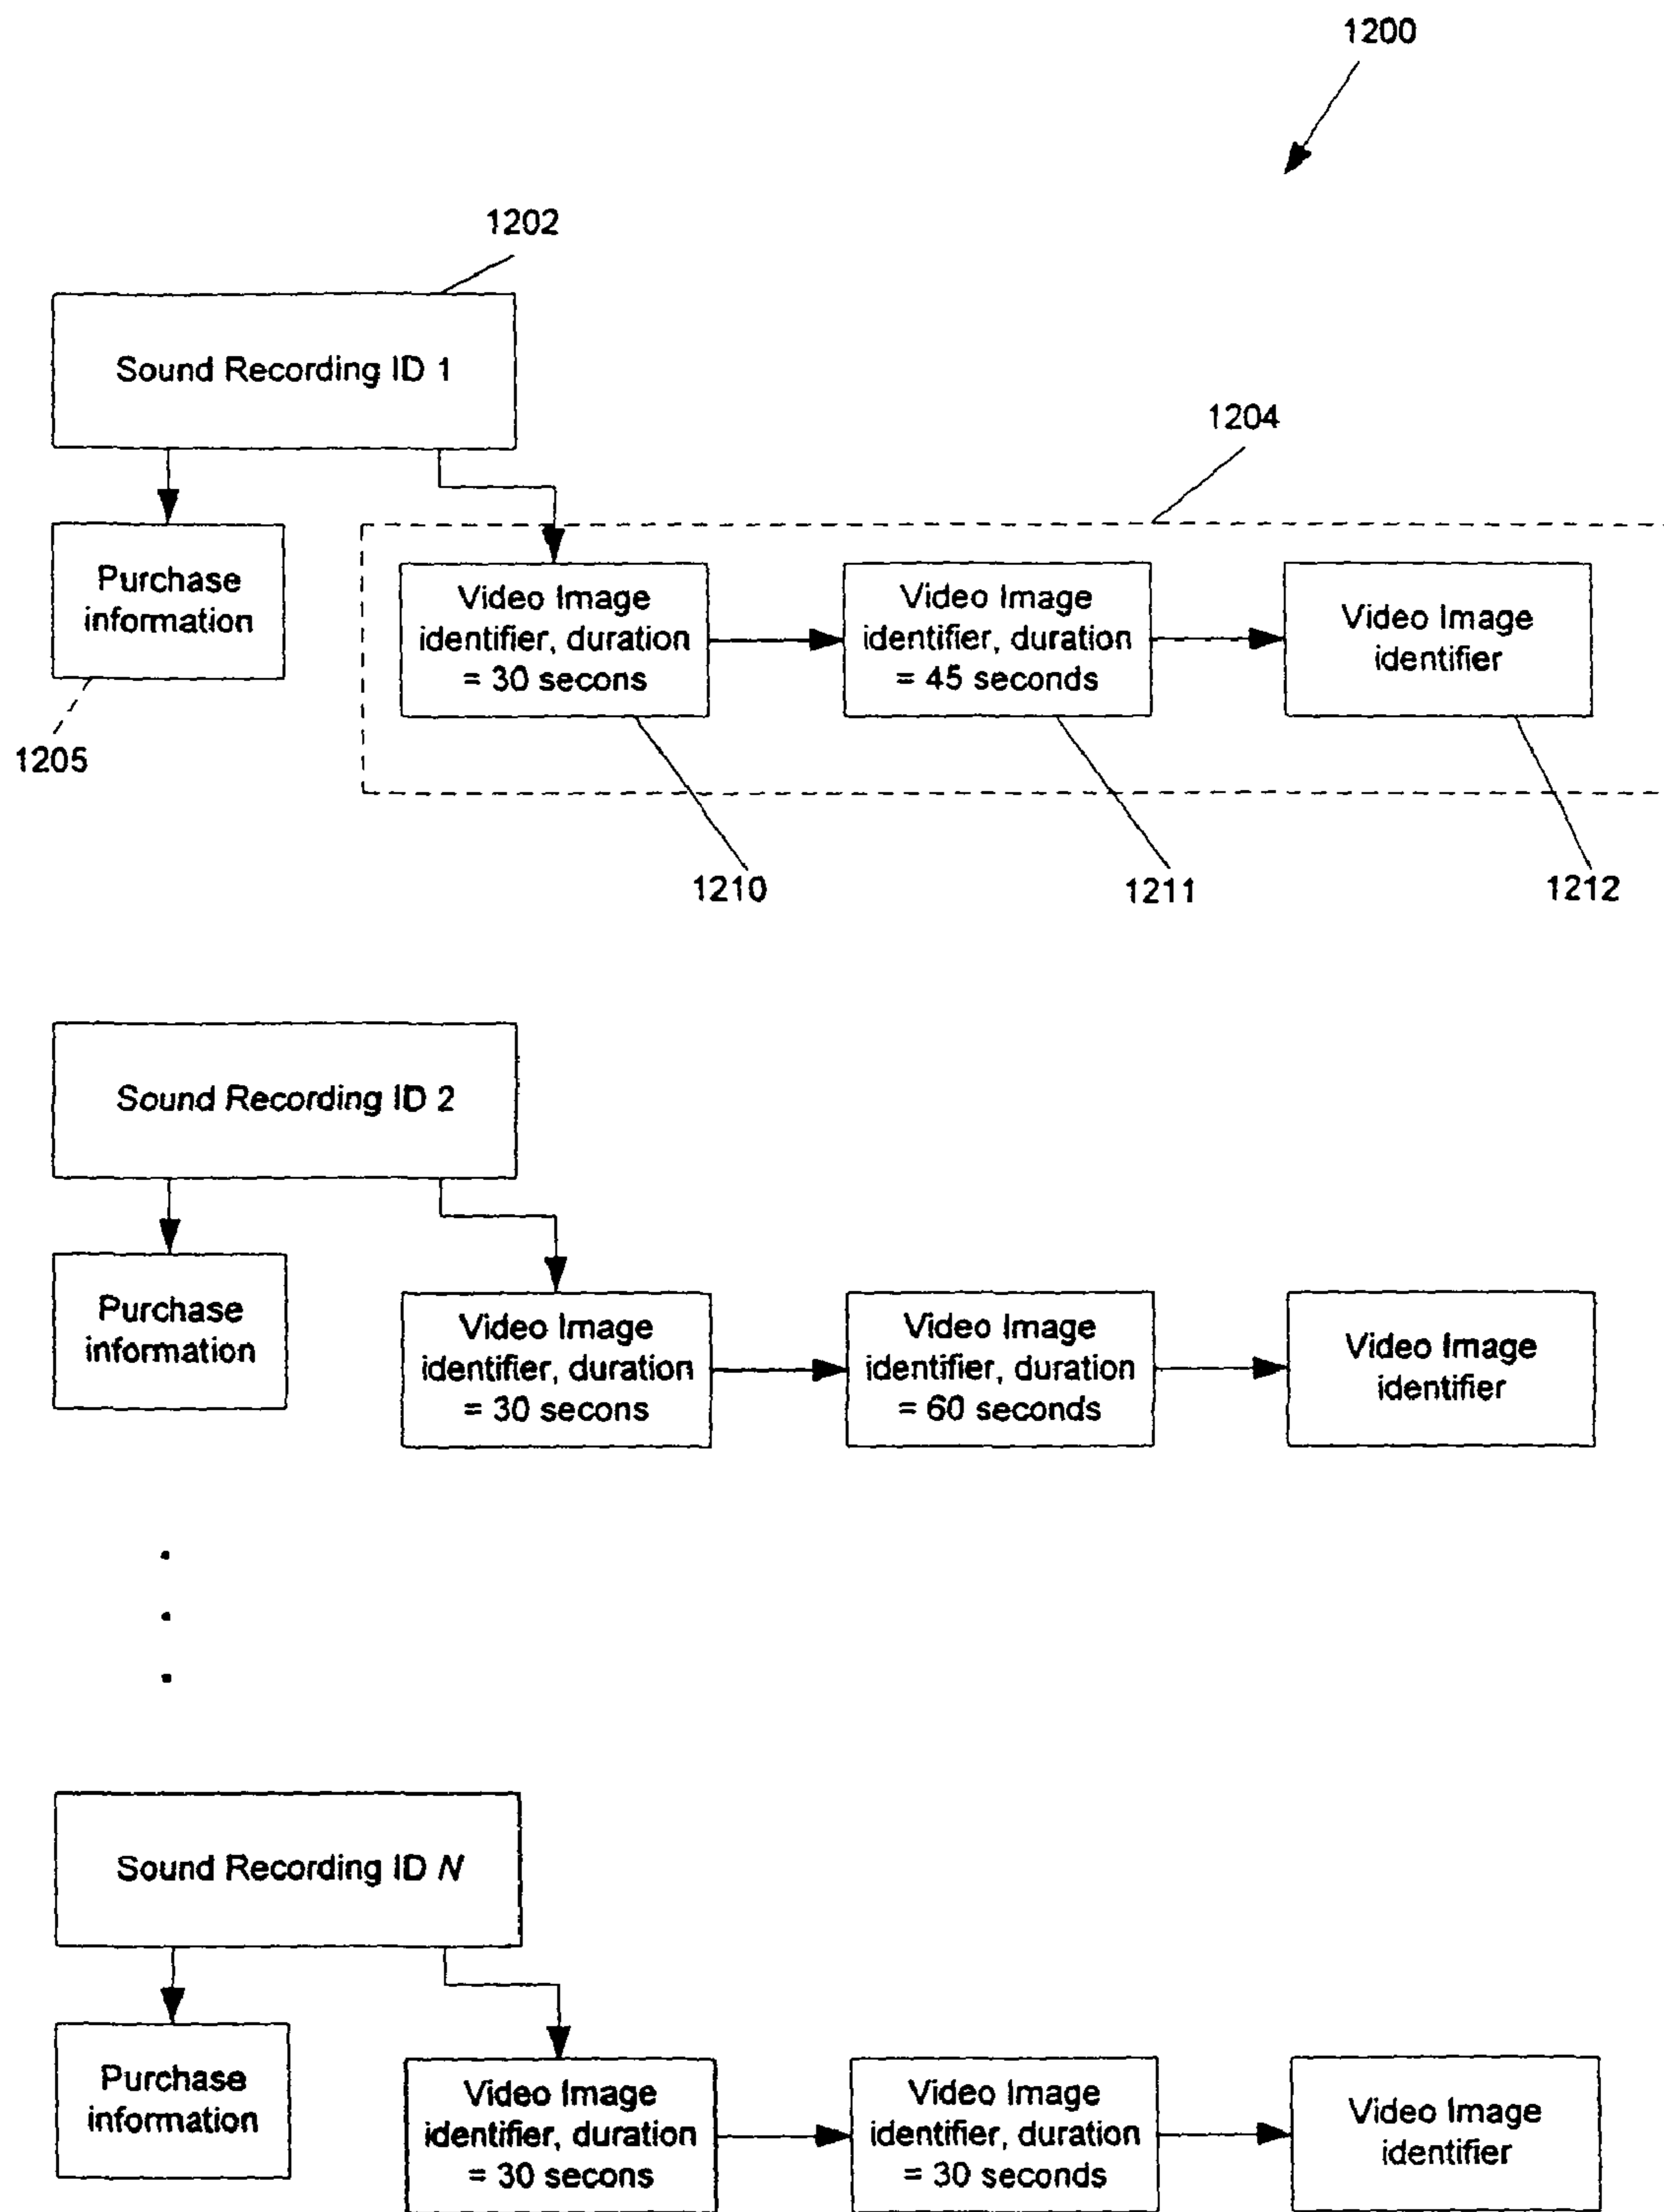 1200
1202
Sound Recording ID 1
1204
Purchase
information
Video Image
identifier, duration
= 30 secons
Video Image
identifier, duration
= 45 seconds
Video Image
identifier
1205
1210
1211
1212
Sound Recording ID 2
Purchase
information
Video Image
identifier, duration
= 30 secons
Video Image
identifier, duration
= 60 seconds
Video Image
identifier
Sound Recording ID N
Purchase
information
Video Image
identifier, duration
= 30 secons
Video Image
identifier, duration
= 30 seconds
Video Image
identifier